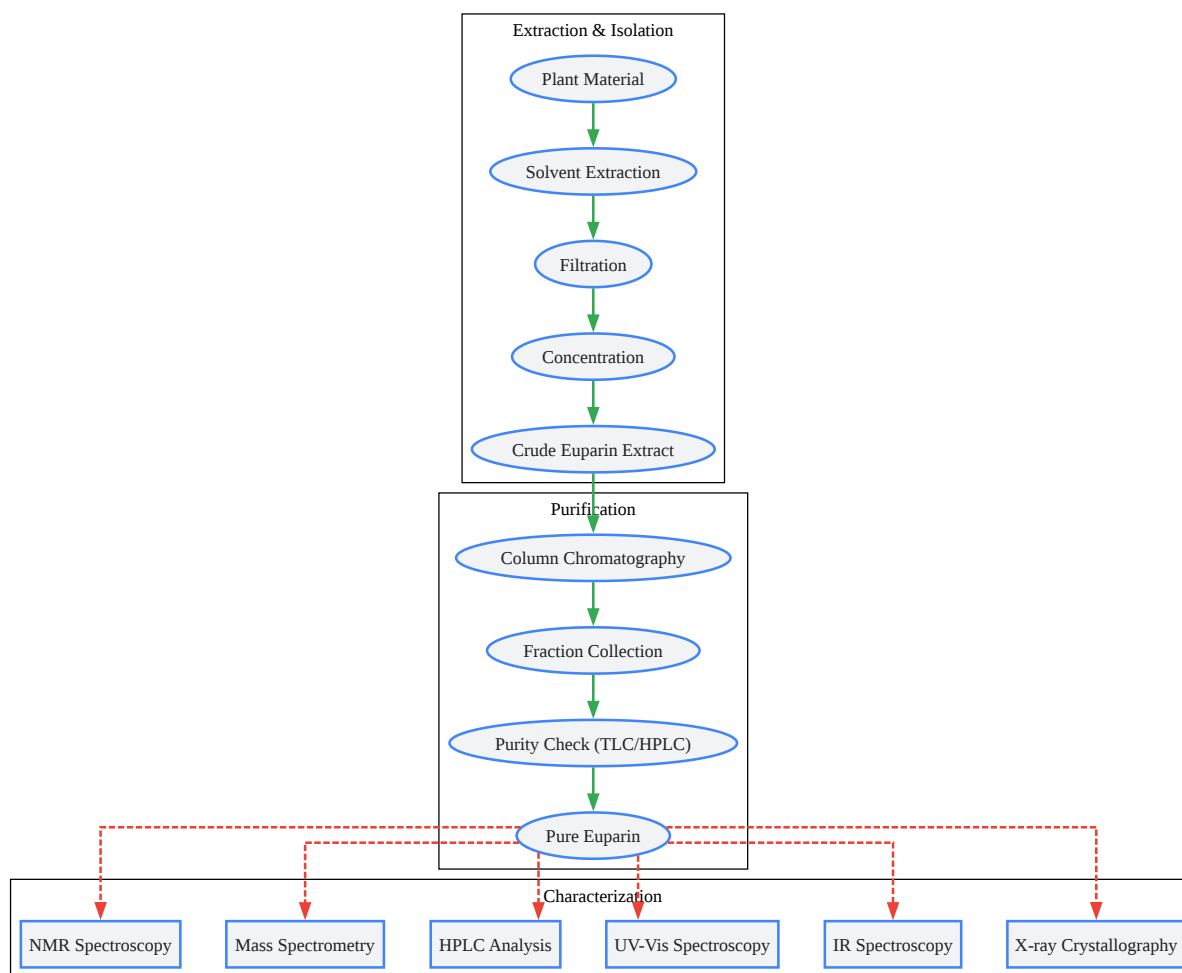 Extraction & Isolation
Plant Material
Solvent Extraction
Filtration
Concentration
Crude Euparin Extract
Purification
Column Chromatography
Fraction Collection
Purity Check (TLC/HPLC)
Pure Euparin
Characterization
NMR Spectroscopy
Mass Spectrometry
HPLC Analysis
UV-Vis Spectroscopy
IR Spectroscopy
X-ray Crystallography